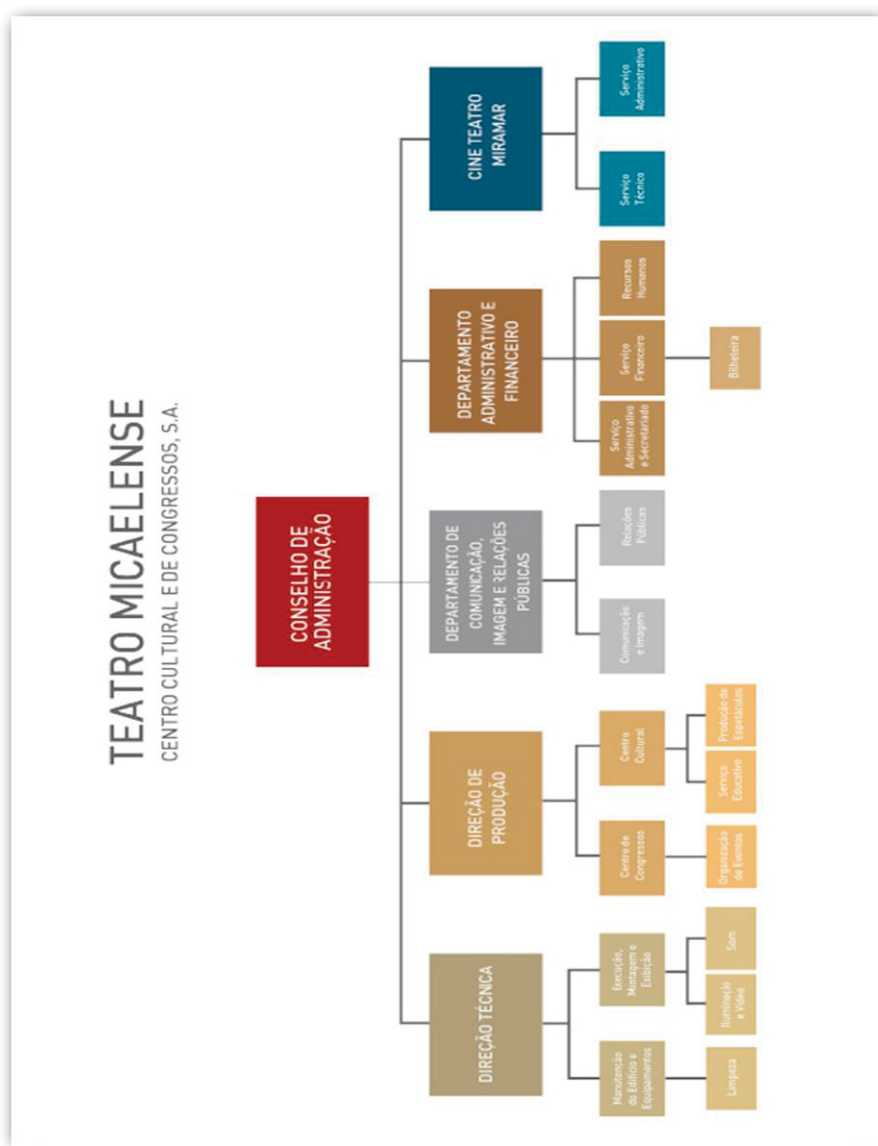 TEATRO MICAELENSE
CENTRO CULTURAL E DE CONGRESSOS, S.A.
CONSELHO DE
ADMINISTRAÇÃO
DIREÇÃO TÉCNICA
DIREÇÃO DE
PRODUÇÃO
DEPARTAMENTO DE
COMUNICAÇÃO,
IMAGEM E RELAÇÕES
PÚBLICAS
DEPARTAMENTO
ADMINISTRATIVO E
FINANCEIRO
CINE TEATRO
MIRAMAR
Manutenção
do Edifício e
Equipamentos
Execução,
Montagem e
Exibição
Centro de
Congressos
Centro
Cultural
Comunicação
e Imagem
Relações
Públicas
Serviço
Administrativo
e Secretariado
Serviço
Financeiro
Recursos
Humanos
Serviço
Técnico
Serviço
Administrativo
Limpeza
Iluminação
e Vídeo
Som
Organização
de Eventos
Serviço
Educativo
Produção de
Espetáculos
Bilheteira